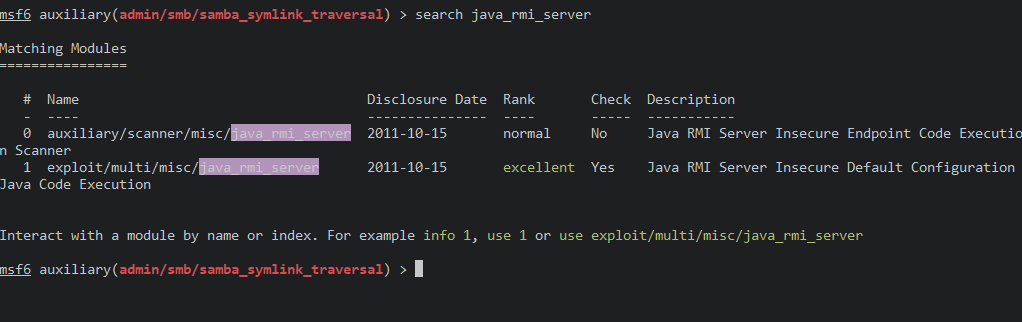 msf6 auxiliary(admin/smb/samba_symlink_traversal) > search java_rmi_server
Matching Modules
================
#  Name                                    Disclosure Date  Rank       Check  Description
-  ----                                    ---------------  ----       -----  -----------
0  auxiliary/scanner/misc/java_rmi_server  2011-10-15       normal     No     Java RMI Server Insecure Endpoint Code Executio
n Scanner
1  exploit/multi/misc/java_rmi_server      2011-10-15       excellent  Yes    Java RMI Server Insecure Default Configuration
Java Code Execution
Interact with a module by name or index. For example info 1, use 1 or use exploit/multi/misc/java_rmi_server
msf6 auxiliary(admin/smb/samba_symlink_traversal) >